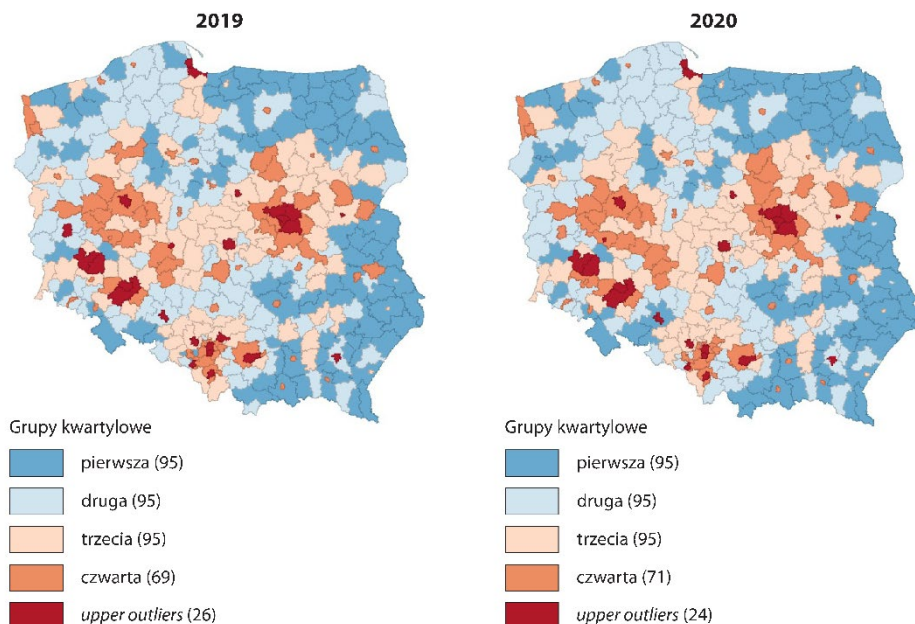 2019
2020
Grupy kwartylowe
pierwsza (95)
druga (95)
trzecia (95)
czwarta (69)
upper outliers (26)
Grupy kwartylowe
pierwsza (95)
druga (95)
trzecia (95)
czwarta (71)
upper outliers (24)